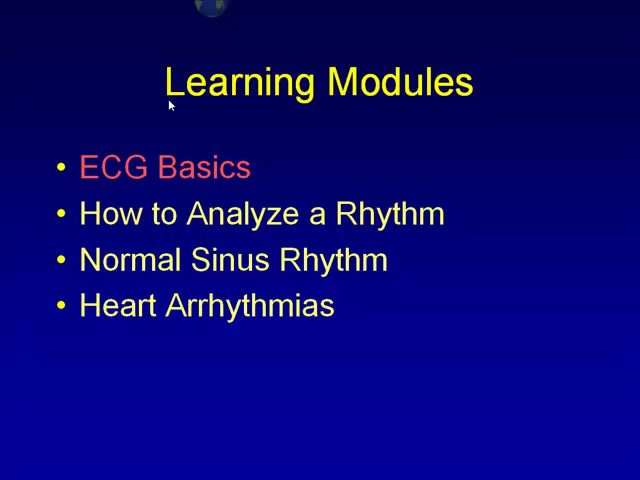 Learning Modules
• ECG Basics
• How to Analyze a Rhythm
• Normal Sinus Rhythm
• Heart Arrhythmias